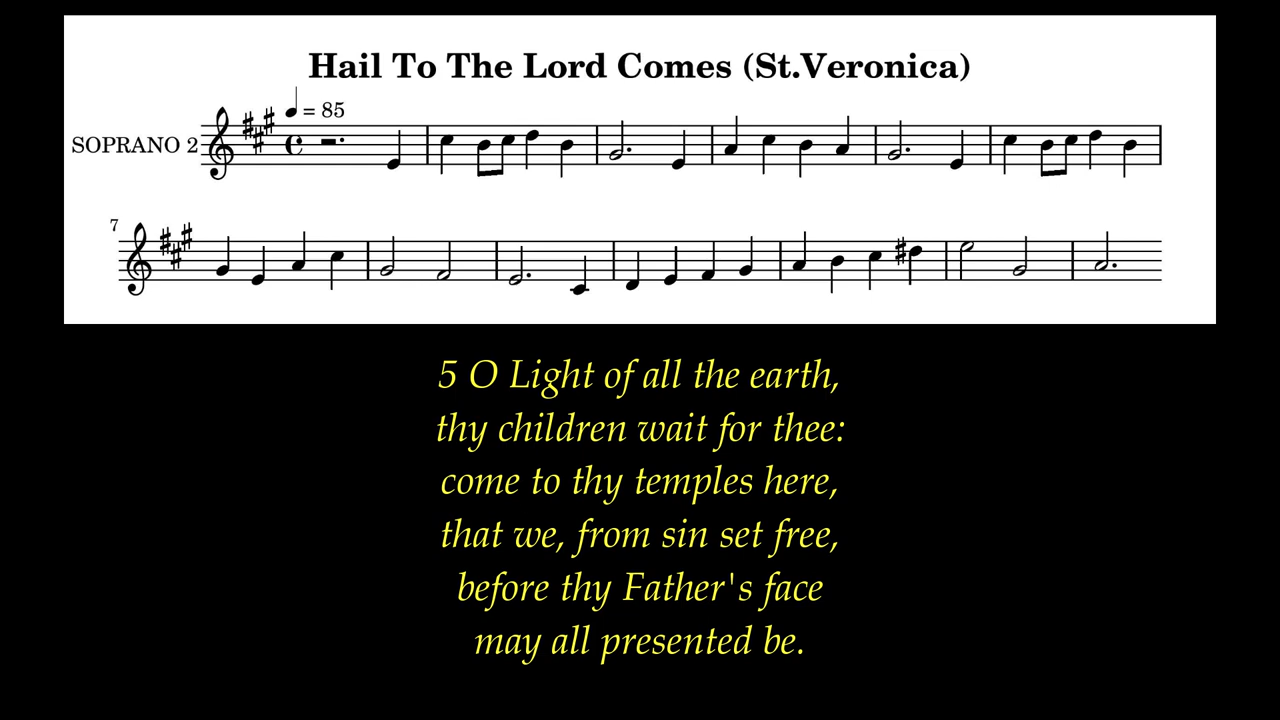 Hail To The Lord Comes (St.Veronica)
= 85
SOPRANO 2
7
5 O Light of all the earth,
thy children wait for thee:
come to thy temples here,
that we, from sin set free,
before thy Father's face
may all presented be.